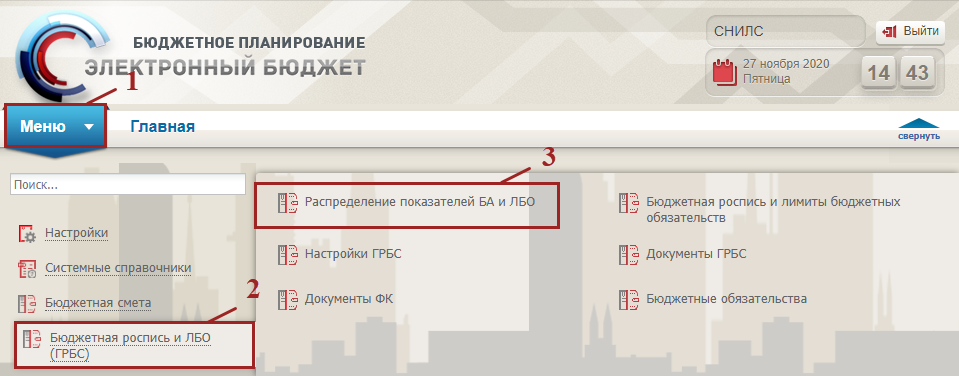 БЮДЖЕТНОЕ ПЛАНИРОВАНИЕ
ЭЛЕКТРОННЫЙ БЮДЖЕТ
СНИЛС
Выйти
27 ноября 2020
Пятница
14 43
1
Меню
Главная
свернуть
3
Поиск...
Настройки
Системные справочники
Бюджетная смета
2
Бюджетная роспись и ЛБО
(ГРБС)
Распределение показателей БА и ЛБО
Бюджетная роспись и лимиты бюджетных
обязательств
Настройки ГРБС
Документы ГРБС
Документы ФК
Бюджетные обязательства